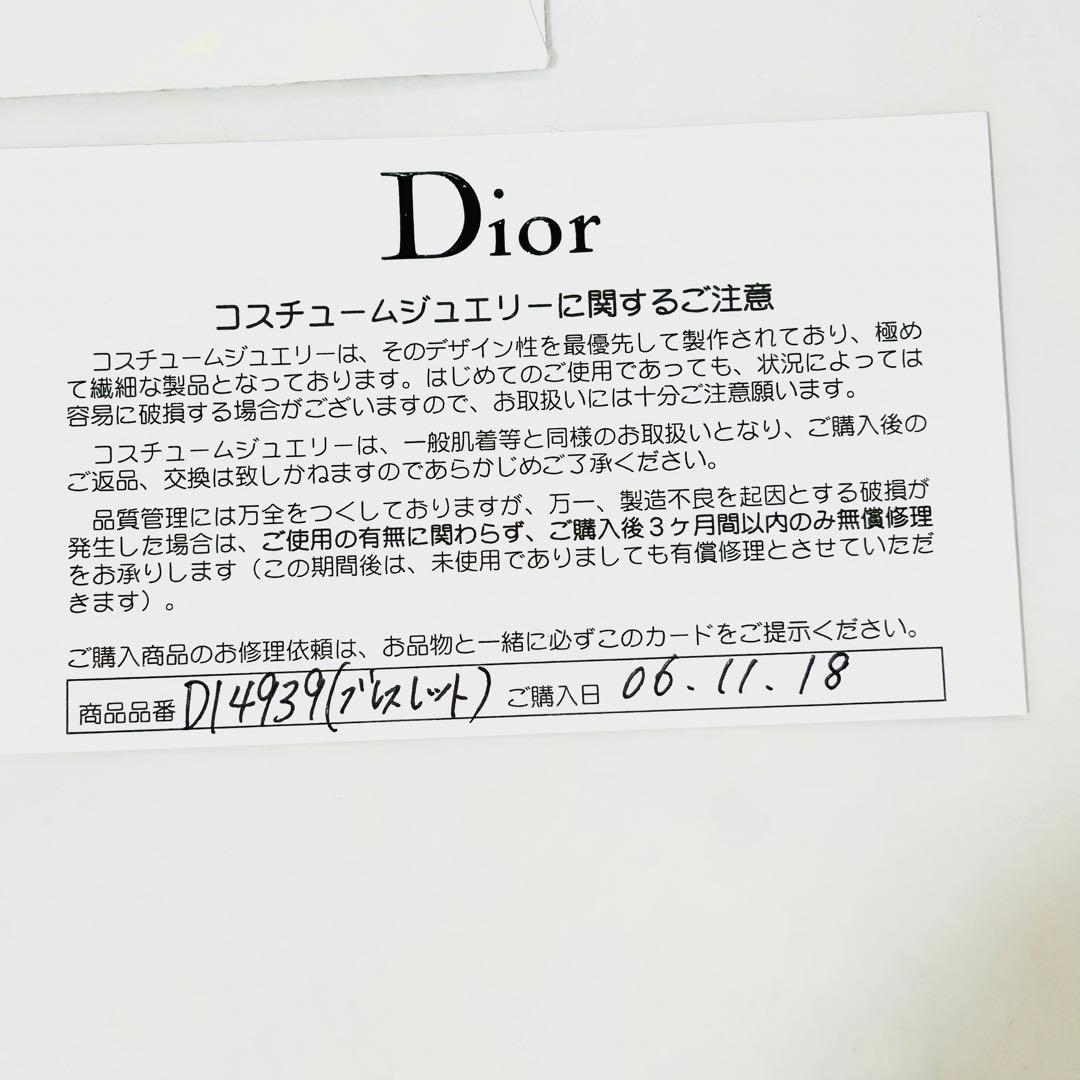 Dior
コスチュームジュエリーに関するご注意
コスチュームジュエリーは、そのデザイン性を最優先して製作されており、極め
て繊細な製品となっております。はじめてのご使用であっても、状況によっては
容易に破損する場合がございますので、お取扱いには十分ご注意願います。
コスチュームジュエリーは、一般肌着等と同様のお取扱いとなり、ご購入後の
ご返品、交換は致しかねますのであらかじめご了承ください。
品質管理には万全をつくしておりますが、万一、製造不良を起因とする破損が
発生した場合は、ご使用の有無に関わらず、ご購入後３ヶ月間以内のみ無償修理
をお承りします（この期間後は、未使用でありましても有償修理とさせていただ
きます）。
ご購入商品のお修理依頼は、お品物と一緒に必ずこのカードをご提示ください。
商品品番 D14939(ブレスレット) ご購入日 06.11.18